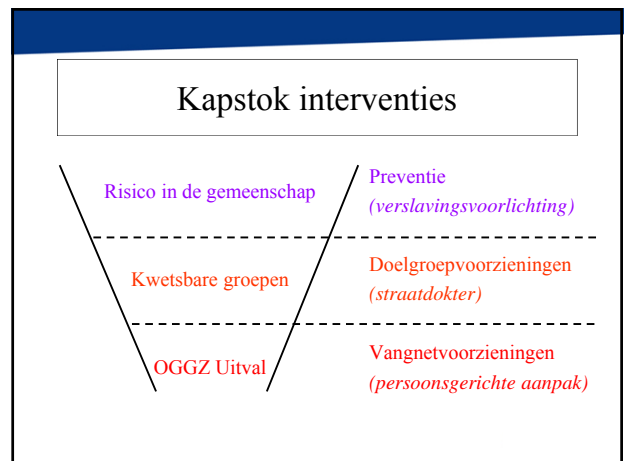 Kapstok interventies
Risico in de gemeenschap
Preventie
(verslavingsvoorlichting)
Kwetsbare groepen
Doelgroepvoorzieningen
(straatdokter)
OGGZ Uitval
Vangnetvoorzieningen
(persoonsgerichte aanpak)